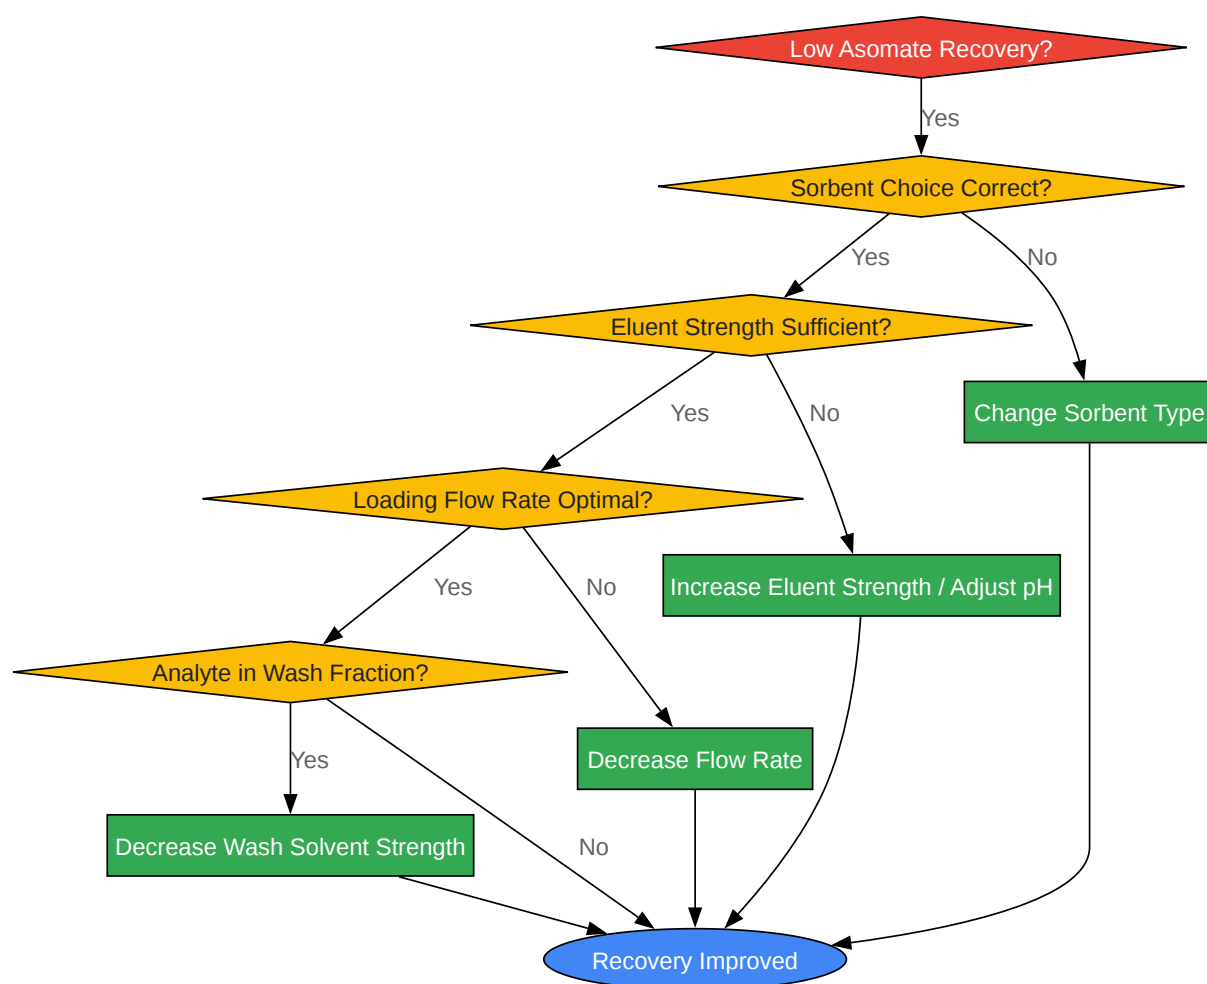 Low Asomate Recovery?
Yes
Sorbent Choice Correct?
Yes
No
Eluent Strength Sufficient?
Yes
No
Change Sorbent Type
Loading Flow Rate Optimal?
Yes
No
Increase Eluent Strength / Adjust pH
Analyte in Wash Fraction?
Yes
Decrease Flow Rate
Decrease Wash Solvent Strength
No
Recovery Improved